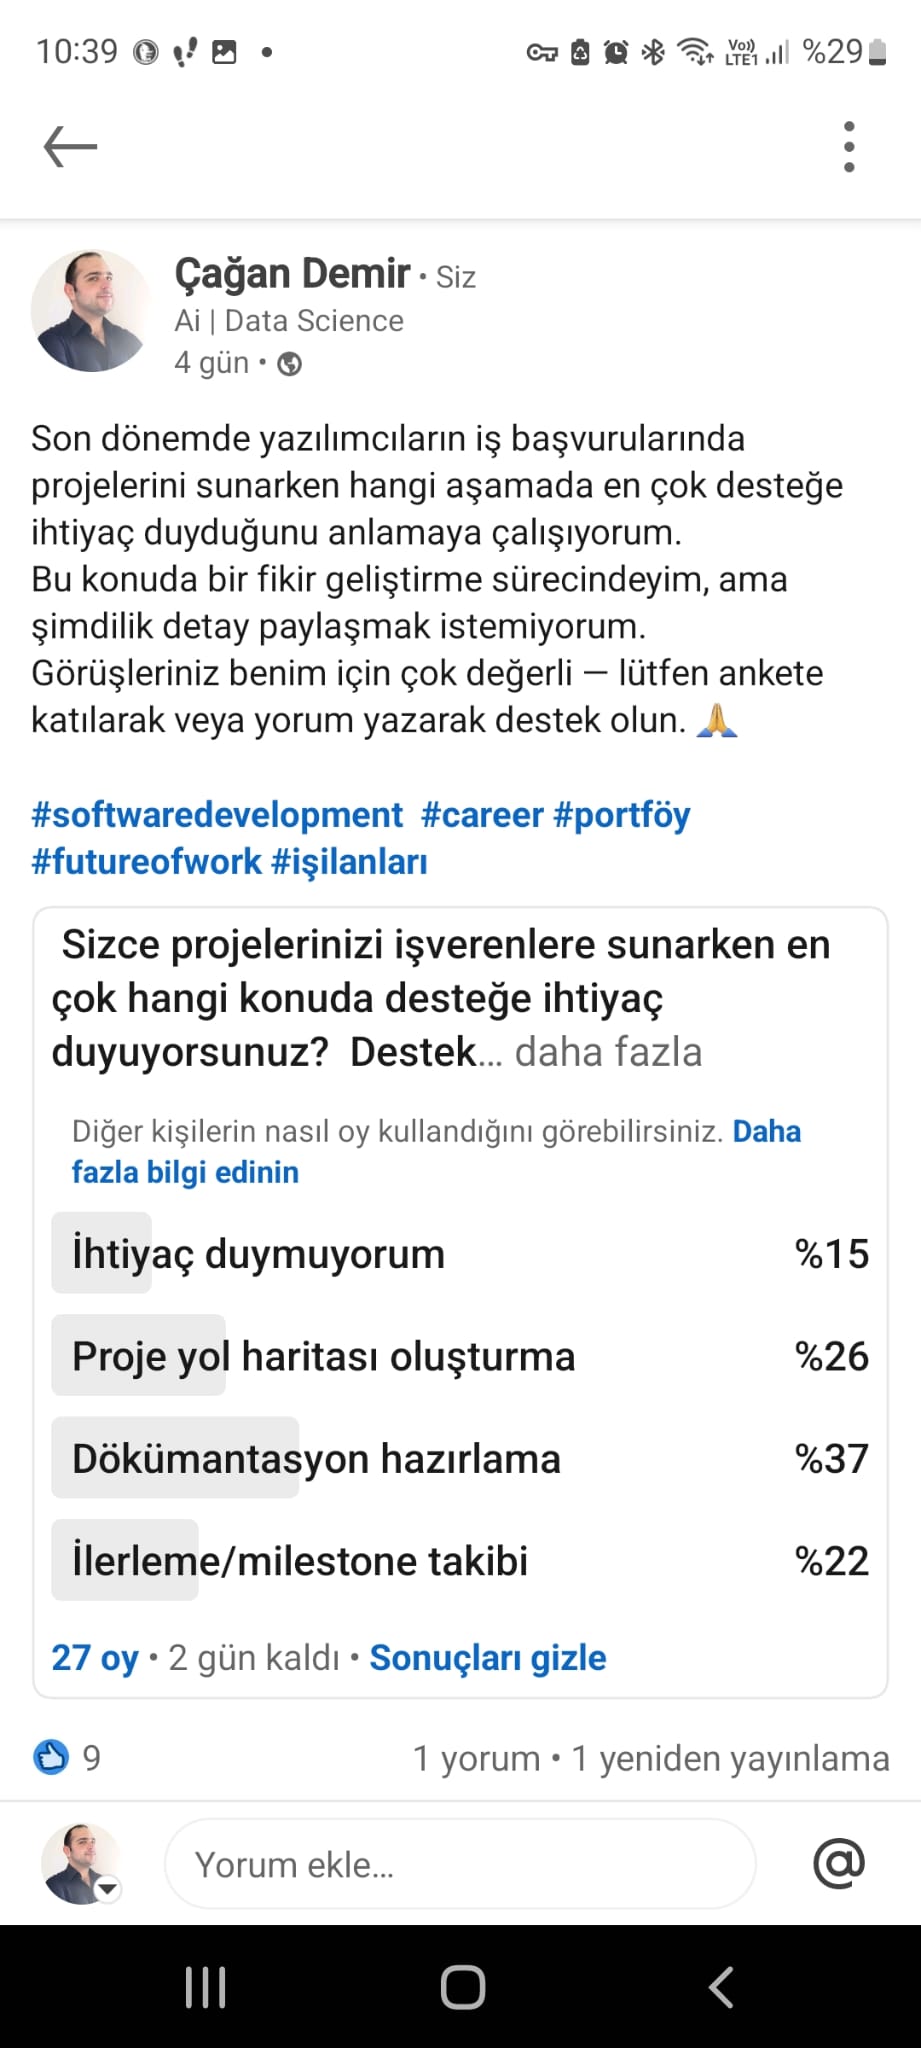 10:39
Vo))
LTE1
%29
Çağan Demir • Siz
Ai | Data Science
4 gün •
Son dönemde yazılımcıların iş başvurularında
projelerini sunarken hangi aşamada en çok desteğe
ihtiyaç duyduğunu anlamaya çalışıyorum.
Bu konuda bir fikir geliştirme sürecindeyim, ama
şimdilik detay paylaşmak istemiyorum.
Görüşleriniz benim için çok değerli — lütfen ankete
katılarak veya yorum yazarak destek olun. 🙏
#softwaredevelopment #career #portföy
#futureofwork #işilanları
Sizce projelerinizi işverenlere sunarken en
çok hangi konuda desteğe ihtiyaç
duyuyorsunuz? Destek... daha fazla
Diğer kişilerin nasıl oy kullandığını görebilirsiniz. Daha
fazla bilgi edinin
İhtiyaç duymuyorum %15
Proje yol haritası oluşturma %26
Dökümantasyon hazırlama %37
İlerleme/milestone takibi %22
27 oy • 2 gün kaldı • Sonuçları gizle
9 1 yorum • 1 yeniden yayınlama
Yorum ekle... @